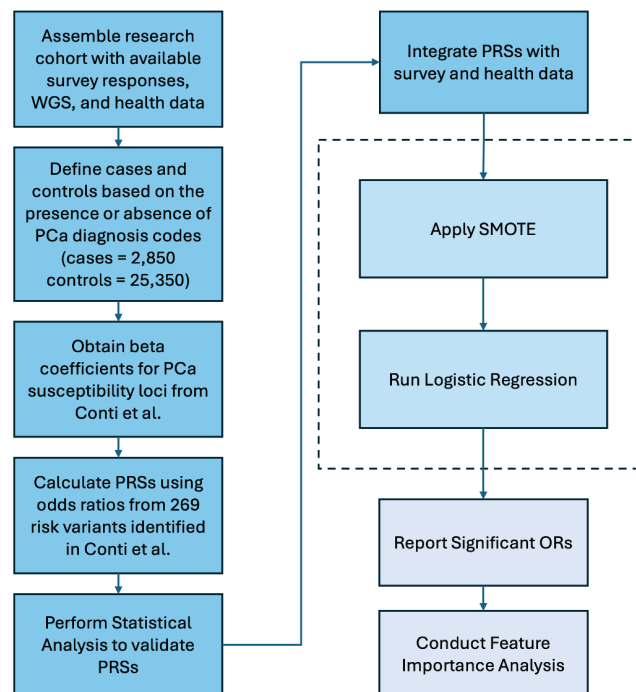 Assemble research
cohort with available
survey responses,
WGS, and health data
Define cases and
controls based on the
presence or absence of
PCa diagnosis codes
(cases = 2,850
controls = 25,350)
Obtain beta
coefficients for PCa
susceptibility loci from
Conti et al.
Calculate PRSs using
odds ratios from 269
risk variants identified
in Conti et al.
Perform Statistical
Analysis to validate
PRSs
Integrate PRSs with
survey and health data
Apply SMOTE
Run Logistic Regression
Report Significant ORs
Conduct Feature
Importance Analysis